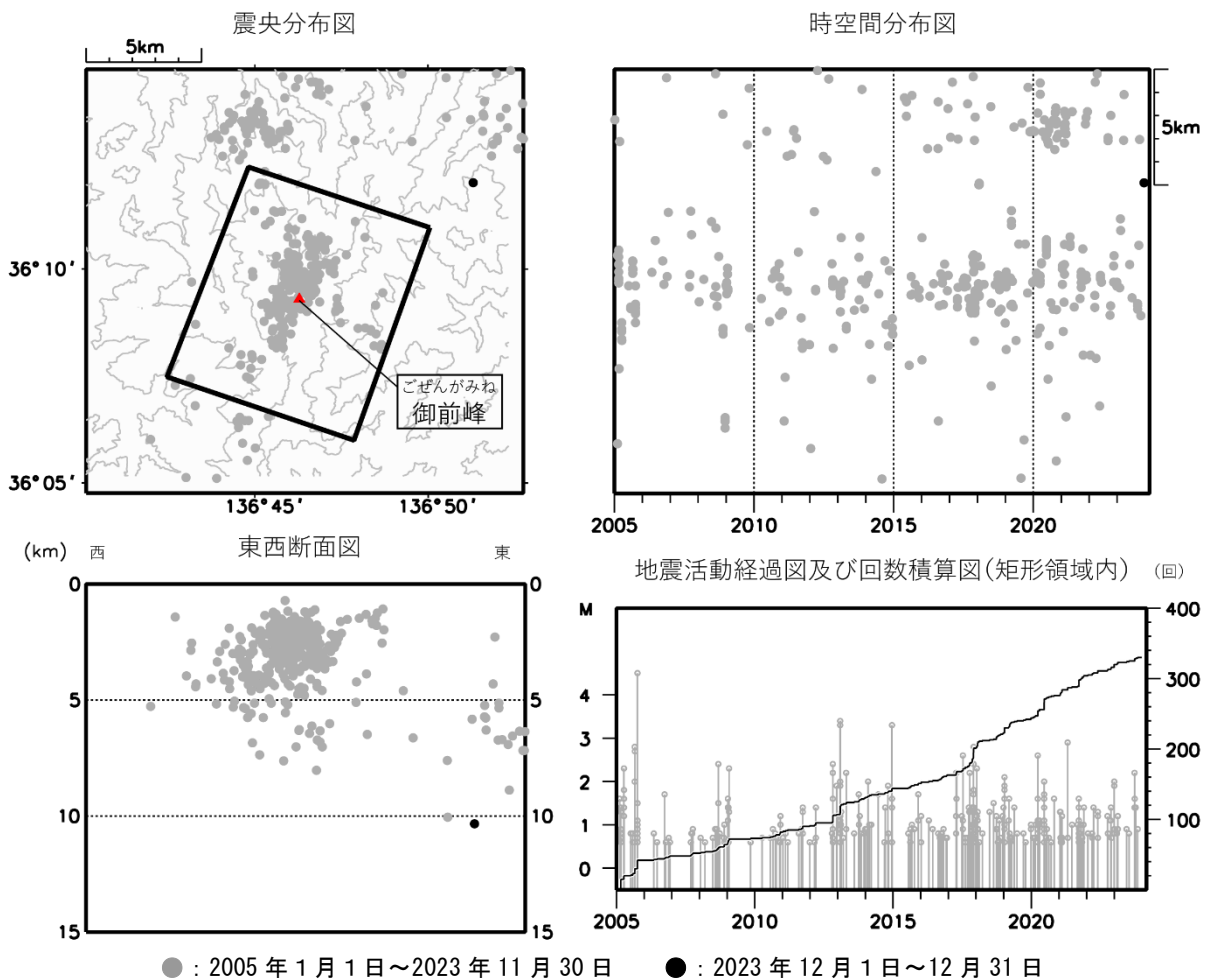 震央分布図
5km
36°10′
36°05′
136°45′
136°50′
ごぜんがみね
御前峰
時空間分布図
5km
2005
2010
2015
2020
東西断面図
(km) 西 東
0 0
5 5
10 10
15 15
地震活動経過図及び回数積算図(矩形領域内) (回)
M
400
300
200
100
4
3
2
1
0
2005
2010
2015
2020
：2005 年 1 月 1 日～2023 年 11 月 30 日 ：2023 年 12 月 1 日～12 月 31 日